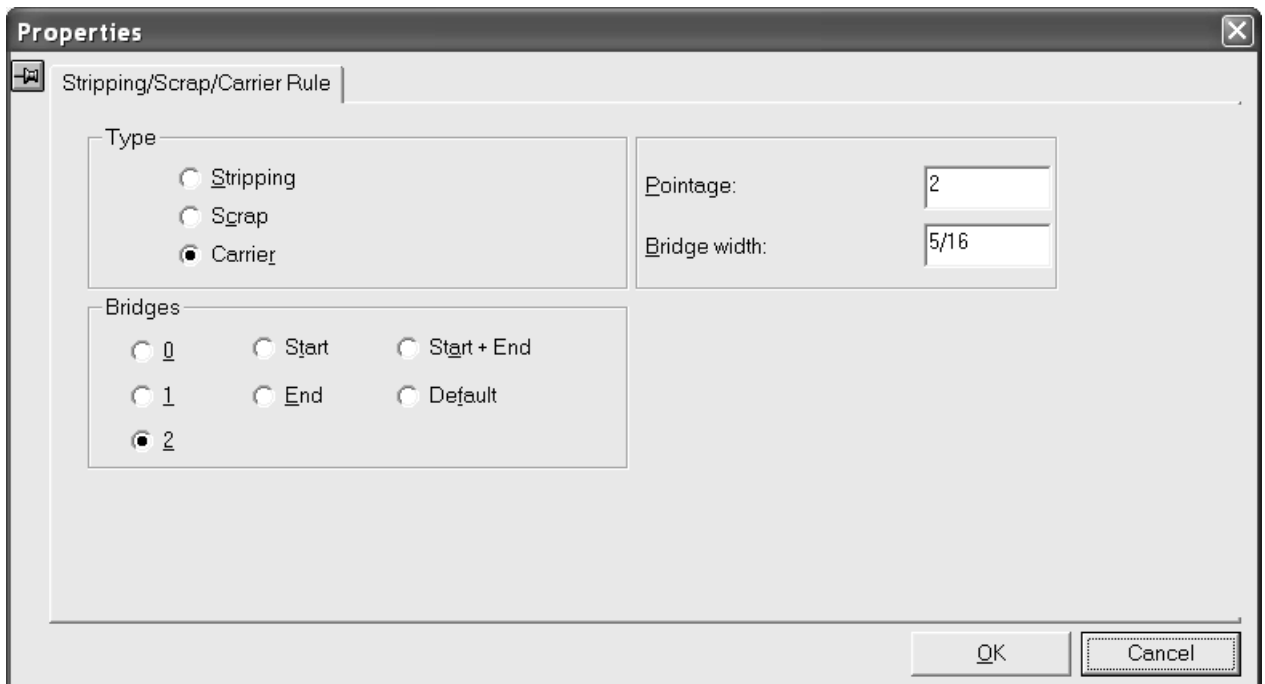 Properties
Stripping/Scrap/Carrier Rule
Type
Stripping
Scrap
Carrier
Pointage: 2
Bridge width: 5/16
Bridges
0 Start Start + End
1 End Default
2
OK Cancel